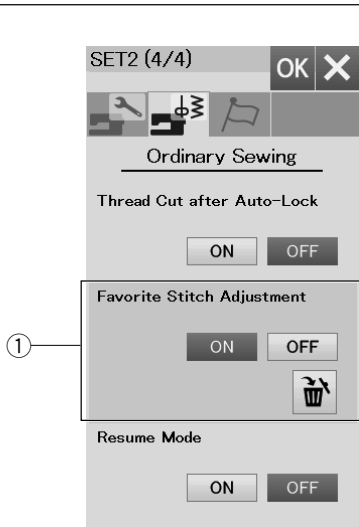 SET2 (4/4)
OK
Ordinary Sewing
Thread Cut after Auto-Lock
ON OFF
Favorite Stitch Adjustment
① ON OFF
Resume Mode
ON OFF